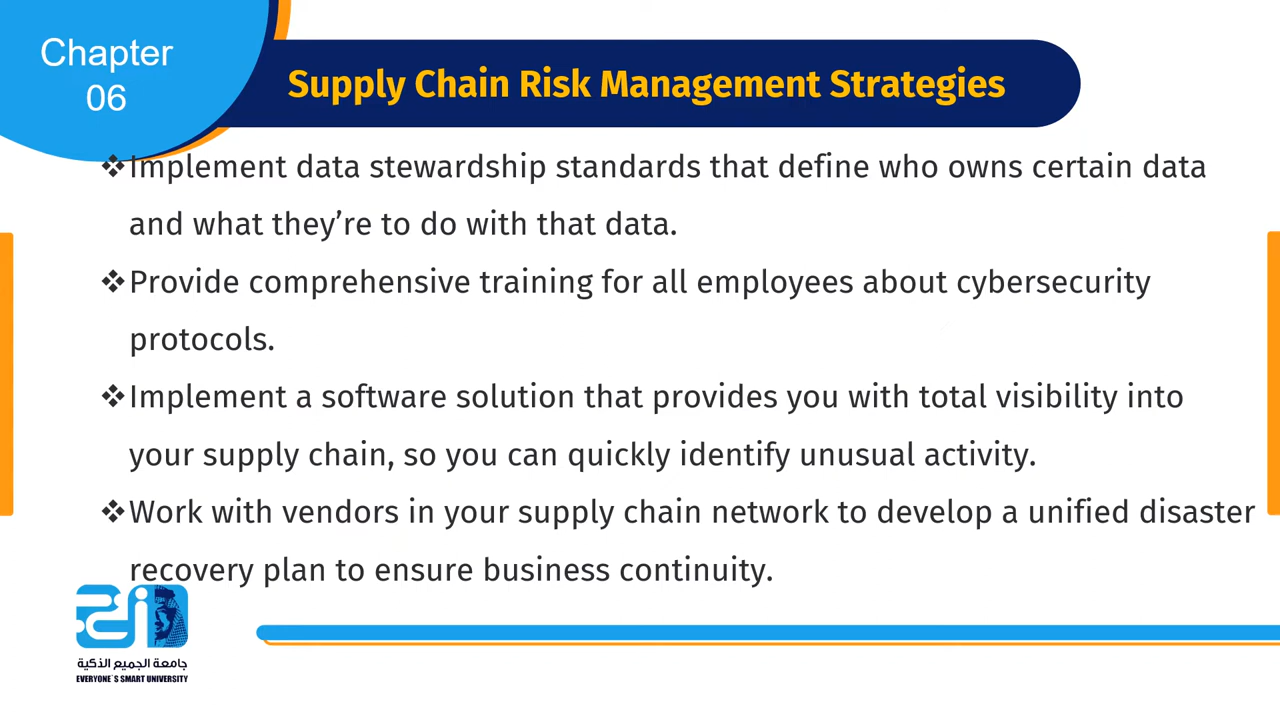 Chapter
06
Supply Chain Risk Management Strategies
❖Implement data stewardship standards that define who owns certain data
and what they’re to do with that data.
❖Provide comprehensive training for all employees about cybersecurity
protocols.
❖Implement a software solution that provides you with total visibility into
your supply chain, so you can quickly identify unusual activity.
❖Work with vendors in your supply chain network to develop a unified disaster
recovery plan to ensure business continuity.
جامعة الجميع الذكية
EVERYONE`S SMART UNIVERSITY